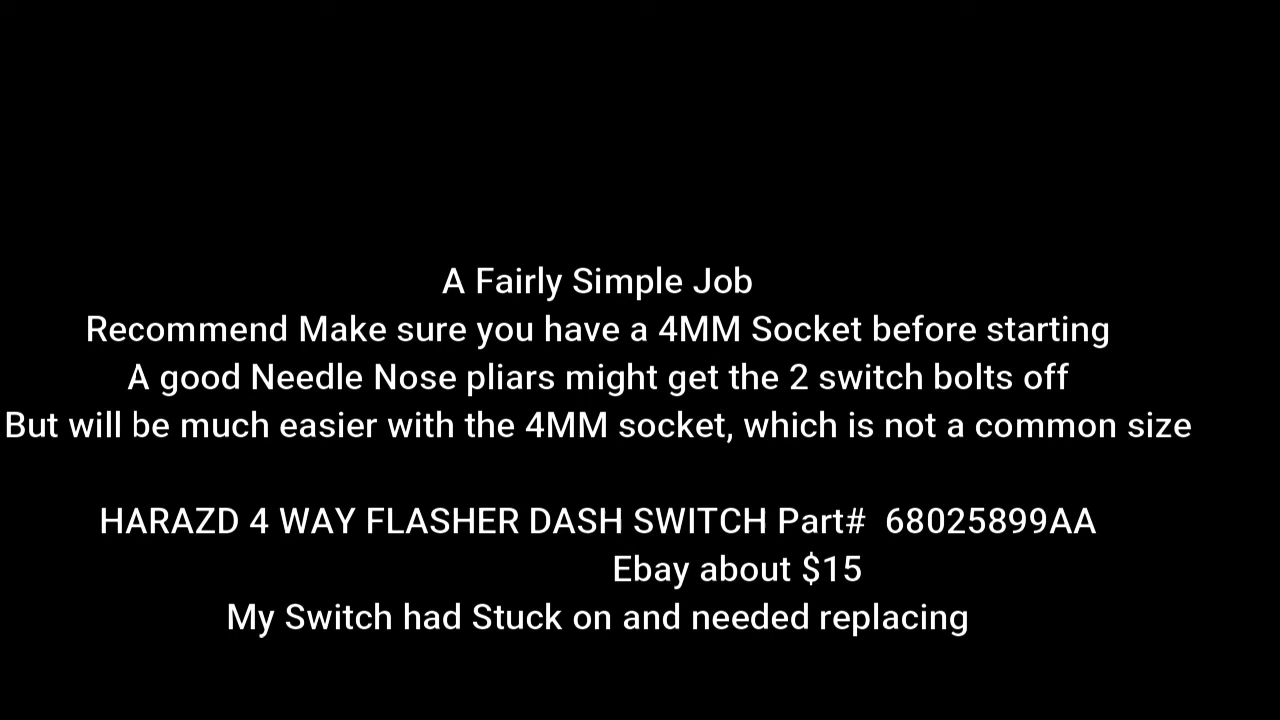 A Fairly Simple Job
Recommend Make sure you have a 4MM Socket before starting
A good Needle Nose pliars might get the 2 switch bolts off
But will be much easier with the 4MM socket, which is not a common size
HARAZD 4 WAY FLASHER DASH SWITCH Part# 68025899AA
Ebay about $15
My Switch had Stuck on and needed replacing